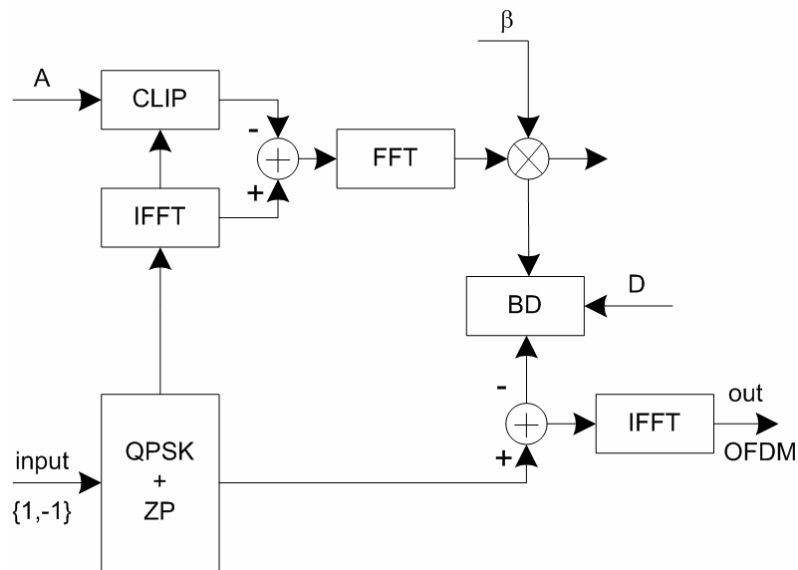 β
A
CLIP
-
+
FFT
+
IFFT
D
BD
-
input
{1,-1}
QPSK
+
ZP
+
+
IFFT
out
OFDM